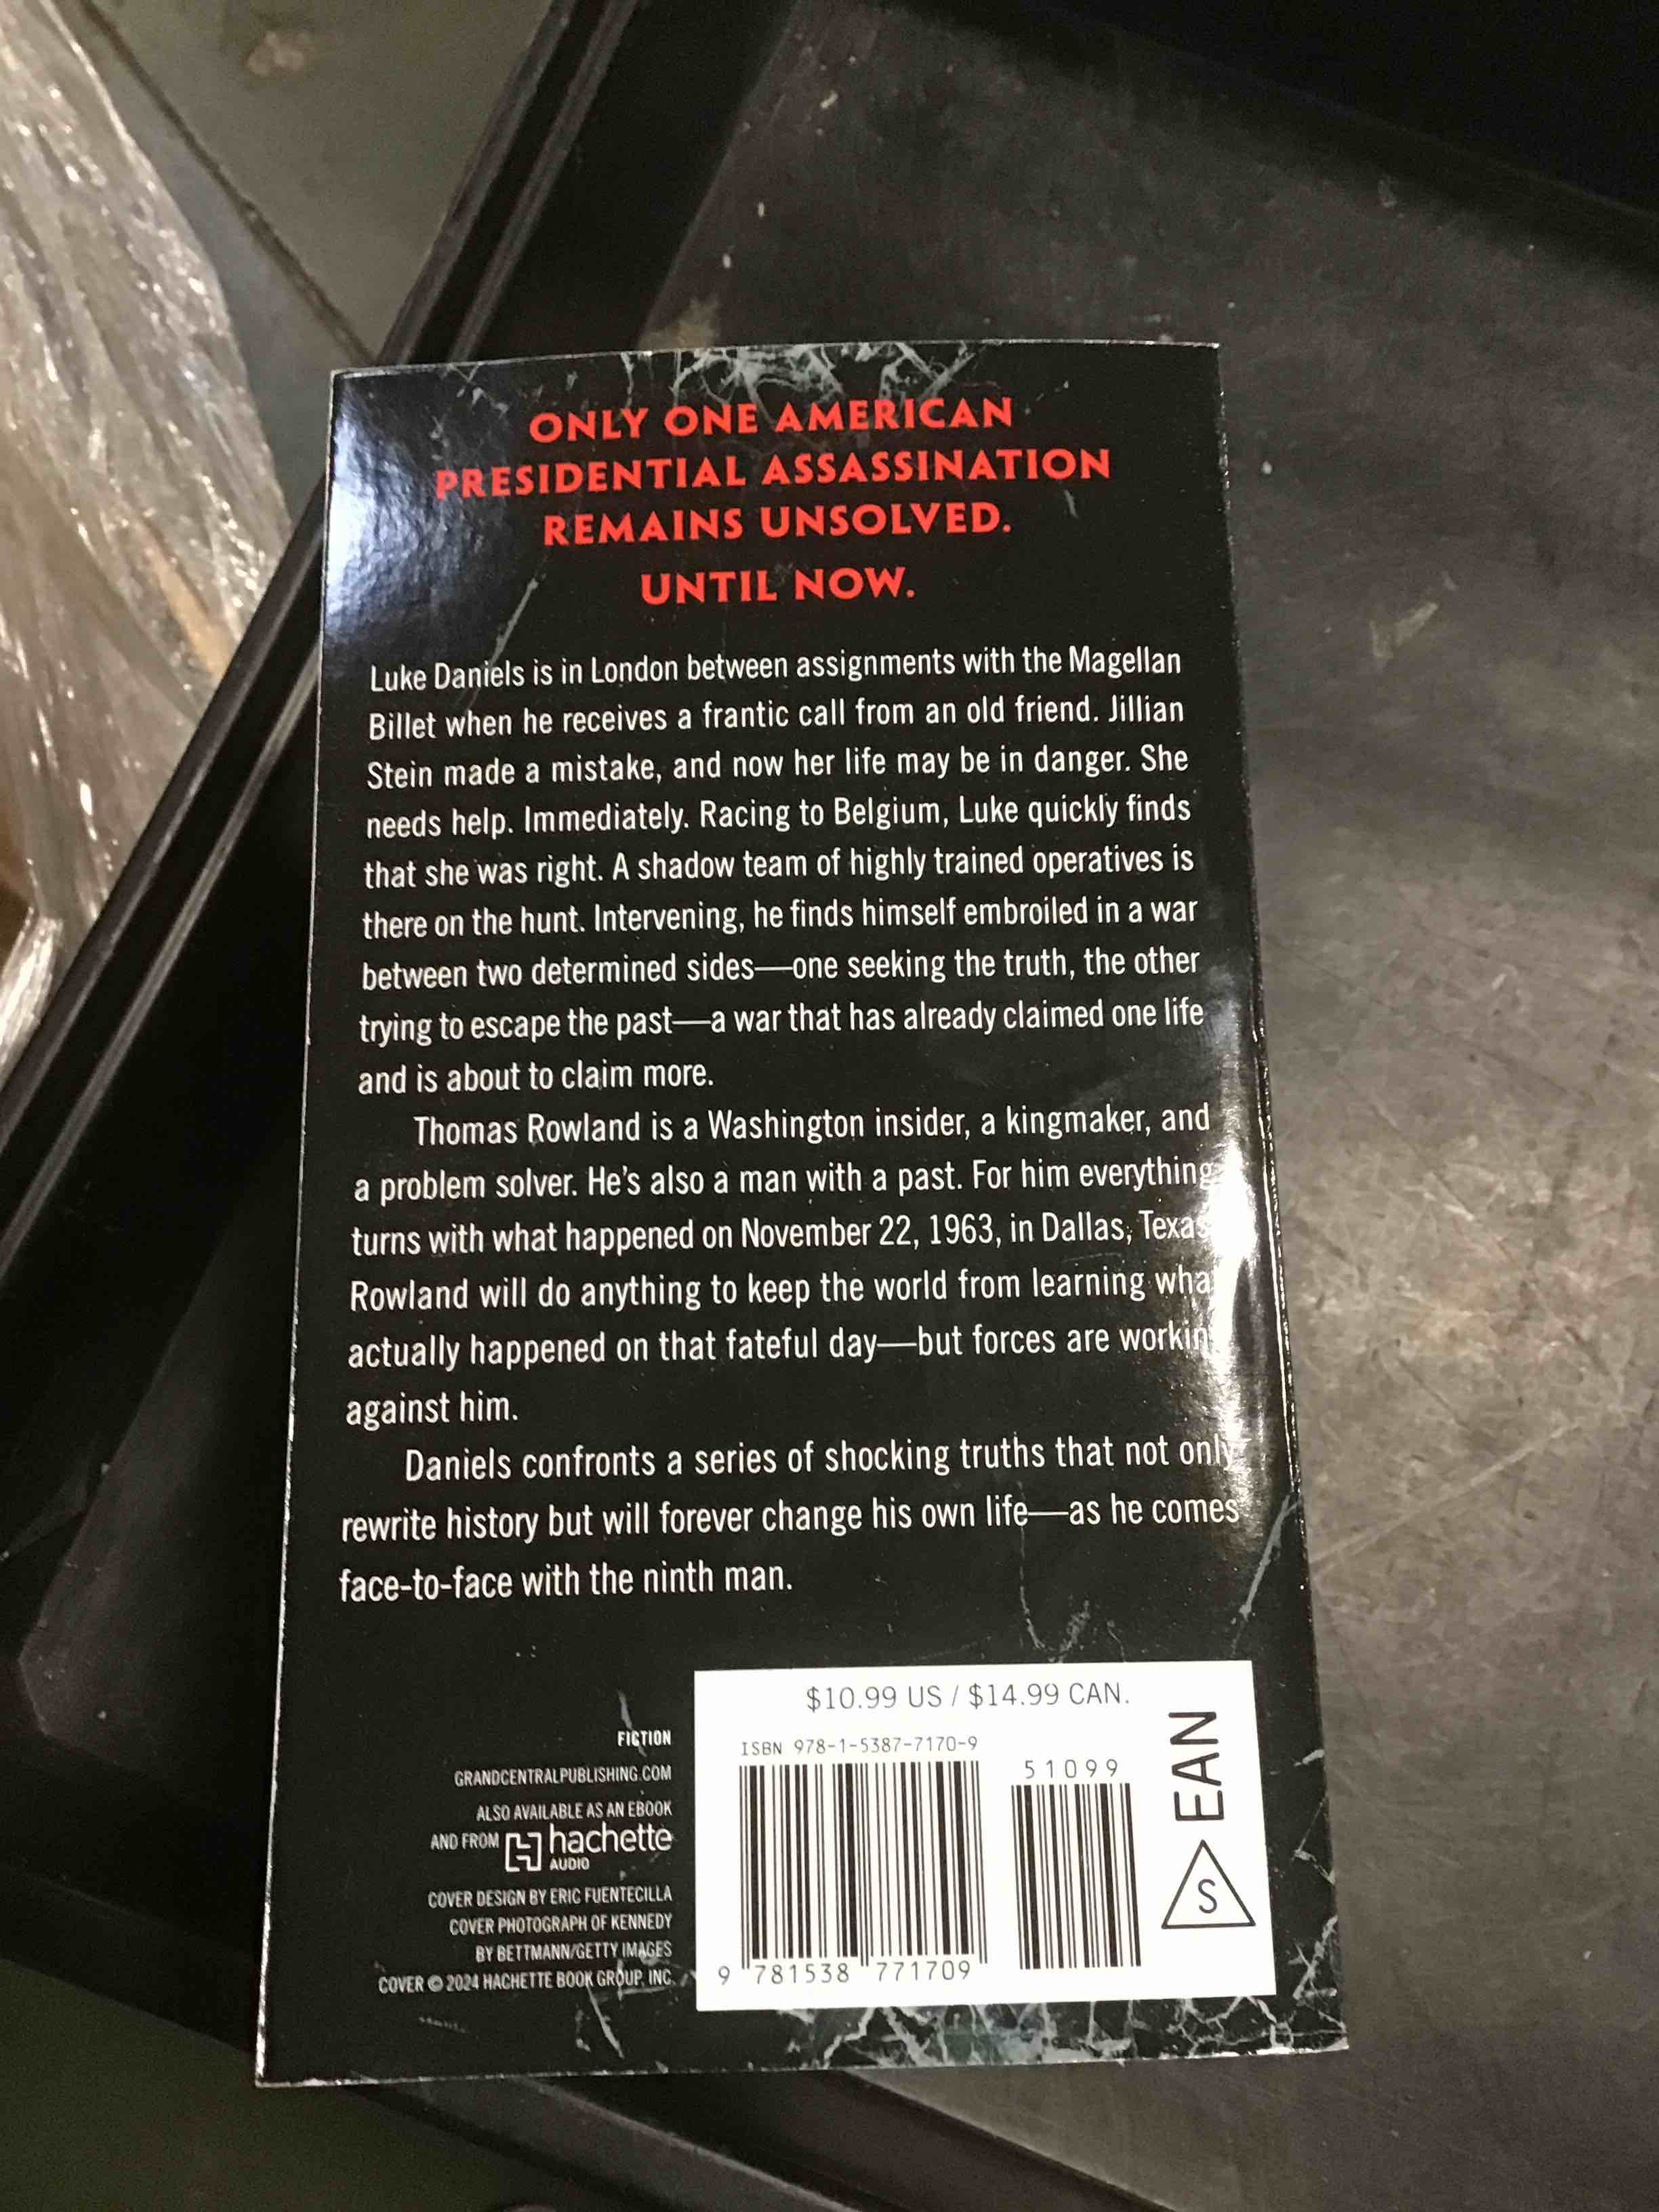 ONLY ONE AMERICAN
PRESIDENTIAL ASSASSINATION
REMAINS UNSOLVED.
UNTIL NOW.
Luke Daniels is in London between assignments with the Magellan
Billet when he receives a frantic call from an old friend. Jillian
Stein made a mistake, and now her life may be in danger. She
needs help. Immediately. Racing to Belgium, Luke quickly finds
that she was right. A shadow team of highly trained operatives is
there on the hunt. Intervening, he finds himself embroiled in a war
between two determined sides—one seeking the truth, the other
trying to escape the past—a war that has already claimed one life
and is about to claim more.
Thomas Rowland is a Washington insider, a kingmaker, and
a problem solver. He's also a man with a past. For him everything
turns with what happened on November 22, 1963, in Dallas, Texas
Rowland will do anything to keep the world from learning wha
actually happened on that fateful day—but forces are workin
against him.
Daniels confronts a series of shocking truths that not only
rewrite history but will forever change his own life—as he comes
face-to-face with the ninth man.
FICTION
GRANDCENTRALPUBLISHING.COM
ALSO AVAILABLE AS AN EBOOK
AND FROM hachette
AUDIO
COVER DESIGN BY ERIC FUENTECILLA
COVER PHOTOGRAPH OF KENNEDY
BY BETTMANN/GETTY IMAGES
COVER © 2024 HACHETTE BOOK GROUP, INC.
$10.99 US / $14.99 CAN.
ISBN 978-1-5387-7170-9
51099
9 781538 771709
EAN
S